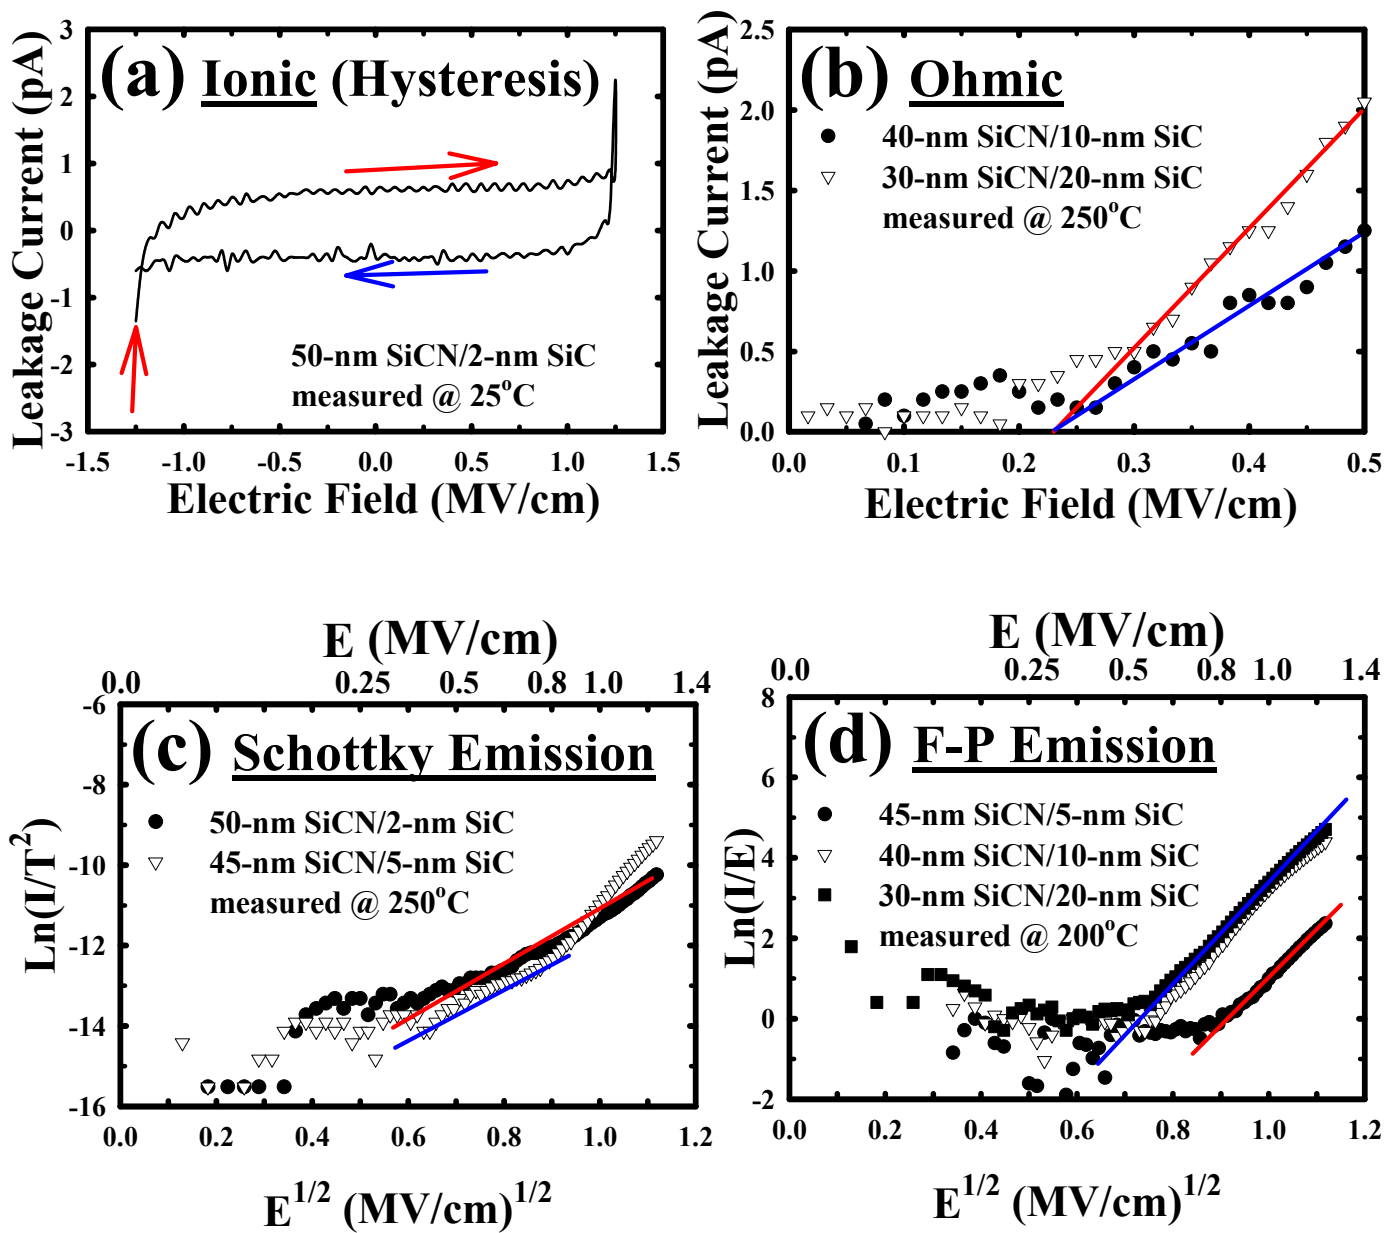 (a) Ionic (Hysteresis)
Leakage Current (pA)
3
2
1
0
-1
-2
-3
50-nm SiCN/2-nm SiC
measured @ 25°C
-1.5 -1.0 -0.5 0.0 0.5 1.0 1.5
Electric Field (MV/cm)
(b) Ohmic
Leakage Current (pA)
2.5
2.0
1.5
1.0
0.5
0.0
40-nm SiCN/10-nm SiC
30-nm SiCN/20-nm SiC
measured @ 250°C
0.0 0.1 0.2 0.3 0.4 0.5
Electric Field (MV/cm)
E (MV/cm)
0.0 0.25 0.5 0.8 1.0 1.4
(c) Schottky Emission
Ln(I/T²)
-6
-8
-10
-12
-14
-16
50-nm SiCN/2-nm SiC
45-nm SiCN/5-nm SiC
measured @ 250°C
0.0 0.2 0.4 0.6 0.8 1.0 1.2
E^1/2 (MV/cm)^1/2
E (MV/cm)
0.0 0.25 0.5 0.8 1.0 1.4
(d) F-P Emission
Ln(I/E)
8
6
4
2
0
-2
45-nm SiCN/5-nm SiC
40-nm SiCN/10-nm SiC
30-nm SiCN/20-nm SiC
measured @ 200°C
0.0 0.2 0.4 0.6 0.8 1.0 1.2
E^1/2 (MV/cm)^1/2